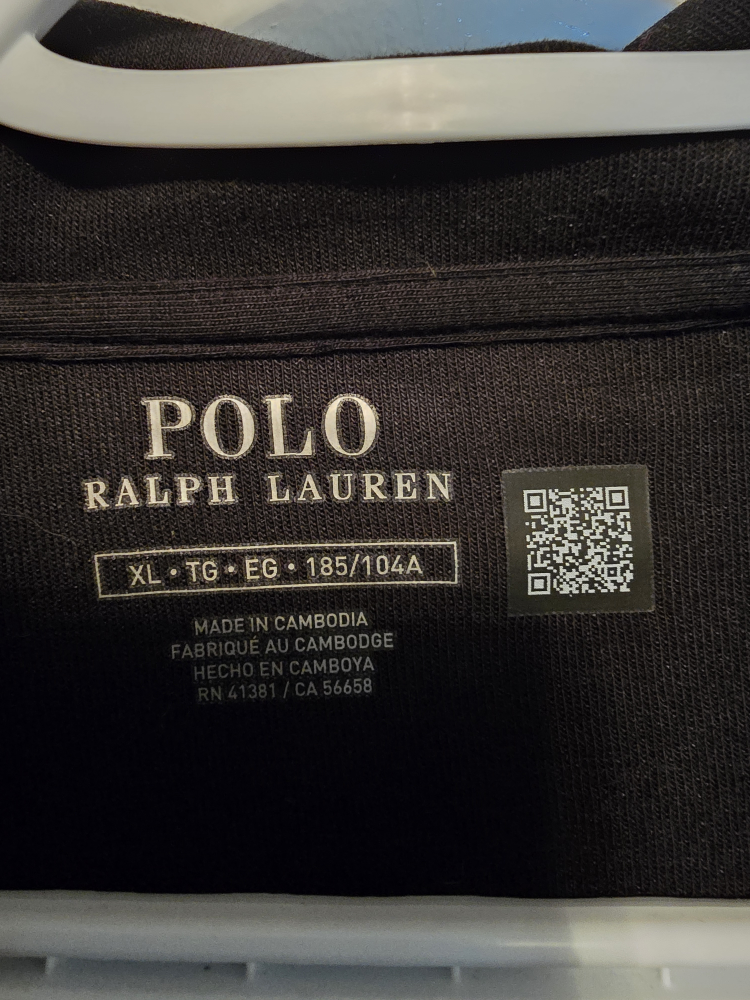 POLO
RALPH LAUREN
XL • TG • EG • 185/104A
MADE IN CAMBODIA
FABRIQUÉ AU CAMBODGE
HECHO EN CAMBOYA
RN 41381 / CA 56658